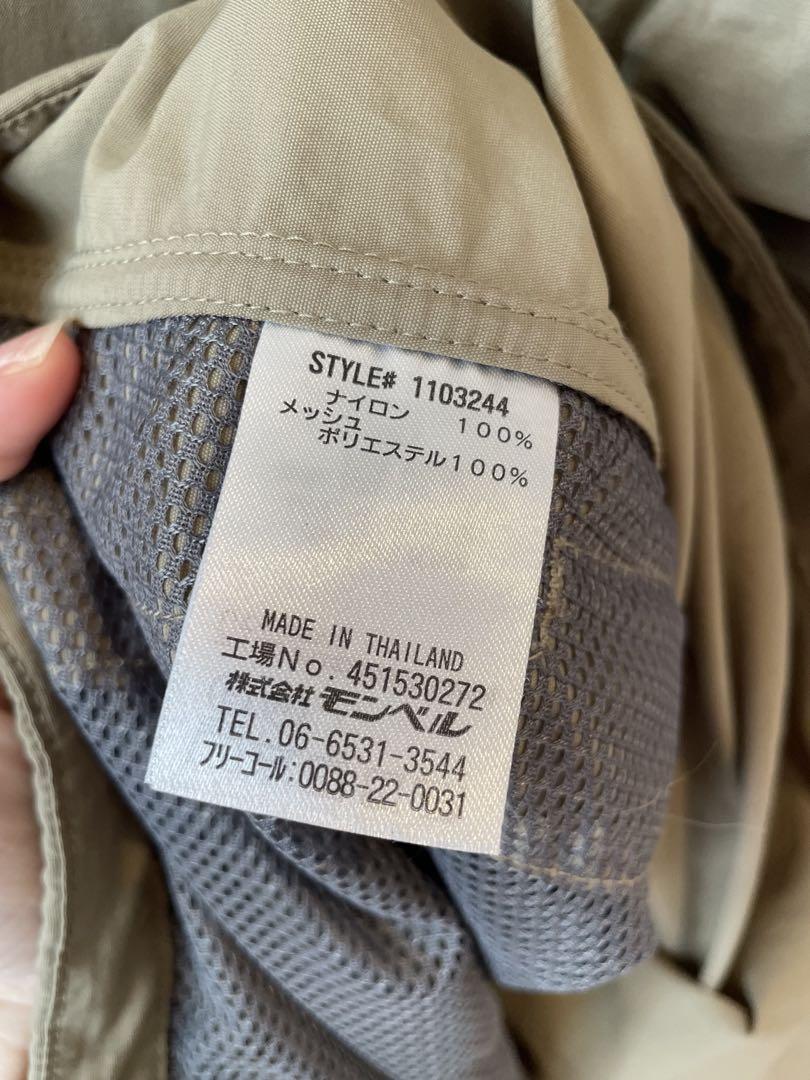 STYLE# 1103244
ナイロン 100%
メッシュ
ポリエステル100%
MADE IN THAILAND
工場No. 451530272
株式会社 モンベル
TEL. 06-6531-3544
フリーコール:0088-22-0031